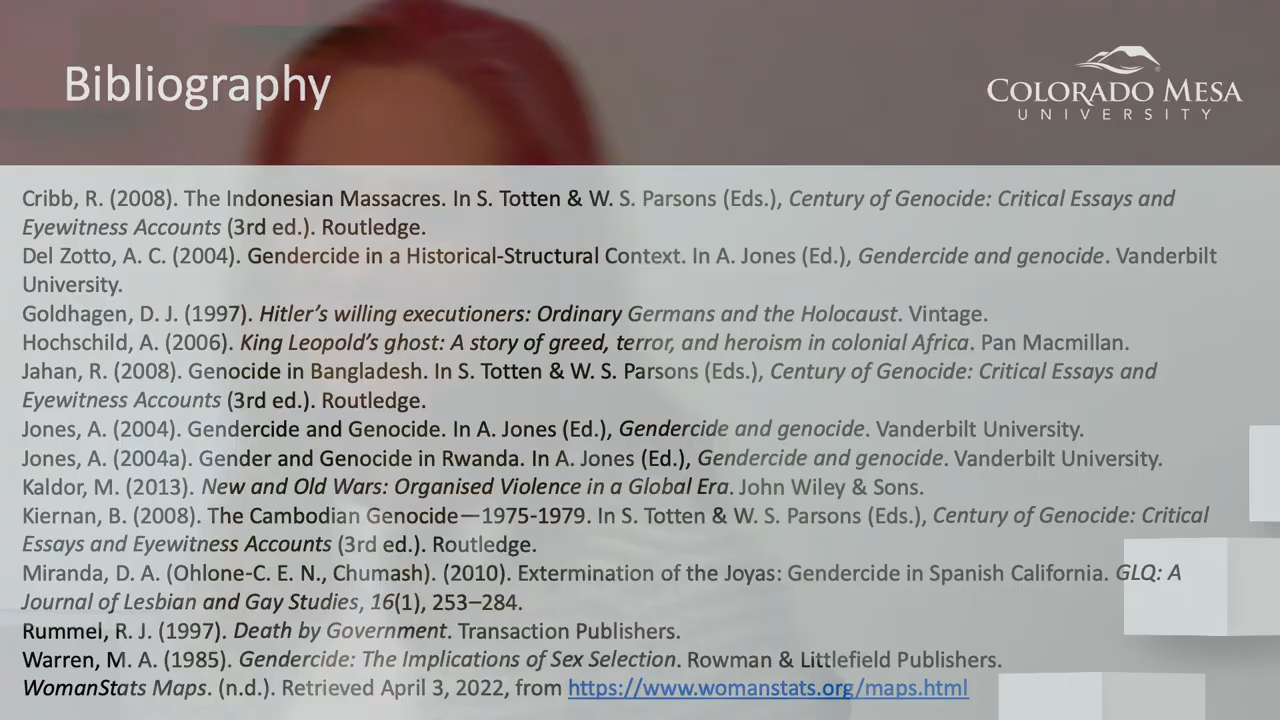 Bibliography
COLORADO MESA
UNIVERSITY
Cribb, R. (2008). The Indonesian Massacres. In S. Totten & W. S. Parsons (Eds.), Century of Genocide: Critical Essays and
Eyewitness Accounts (3rd ed.). Routledge.
Del Zotto, A. C. (2004). Gendercide in a Historical-Structural Context. In A. Jones (Ed.), Gendercide and genocide. Vanderbilt
University.
Goldhagen, D. J. (1997). Hitler’s willing executioners: Ordinary Germans and the Holocaust. Vintage.
Hochschild, A. (2006). King Leopold’s ghost: A story of greed, terror, and heroism in colonial Africa. Pan Macmillan.
Jahan, R. (2008). Genocide in Bangladesh. In S. Totten & W. S. Parsons (Eds.), Century of Genocide: Critical Essays and
Eyewitness Accounts (3rd ed.). Routledge.
Jones, A. (2004). Gendercide and Genocide. In A. Jones (Ed.), Gendercide and genocide. Vanderbilt University.
Jones, A. (2004a). Gender and Genocide in Rwanda. In A. Jones (Ed.), Gendercide and genocide. Vanderbilt University.
Kaldor, M. (2013). New and Old Wars: Organised Violence in a Global Era. John Wiley & Sons.
Kiernan, B. (2008). The Cambodian Genocide—1975-1979. In S. Totten & W. S. Parsons (Eds.), Century of Genocide: Critical
Essays and Eyewitness Accounts (3rd ed.). Routledge.
Miranda, D. A. (Ohlone-C. E. N., Chumash). (2010). Extermination of the Joyas: Gendercide in Spanish California. GLQ: A
Journal of Lesbian and Gay Studies, 16(1), 253–284.
Rummel, R. J. (1997). Death by Government. Transaction Publishers.
Warren, M. A. (1985). Gendercide: The Implications of Sex Selection. Rowman & Littlefield Publishers.
WomanStats Maps. (n.d.). Retrieved April 3, 2022, from https://www.womanstats.org/maps.html